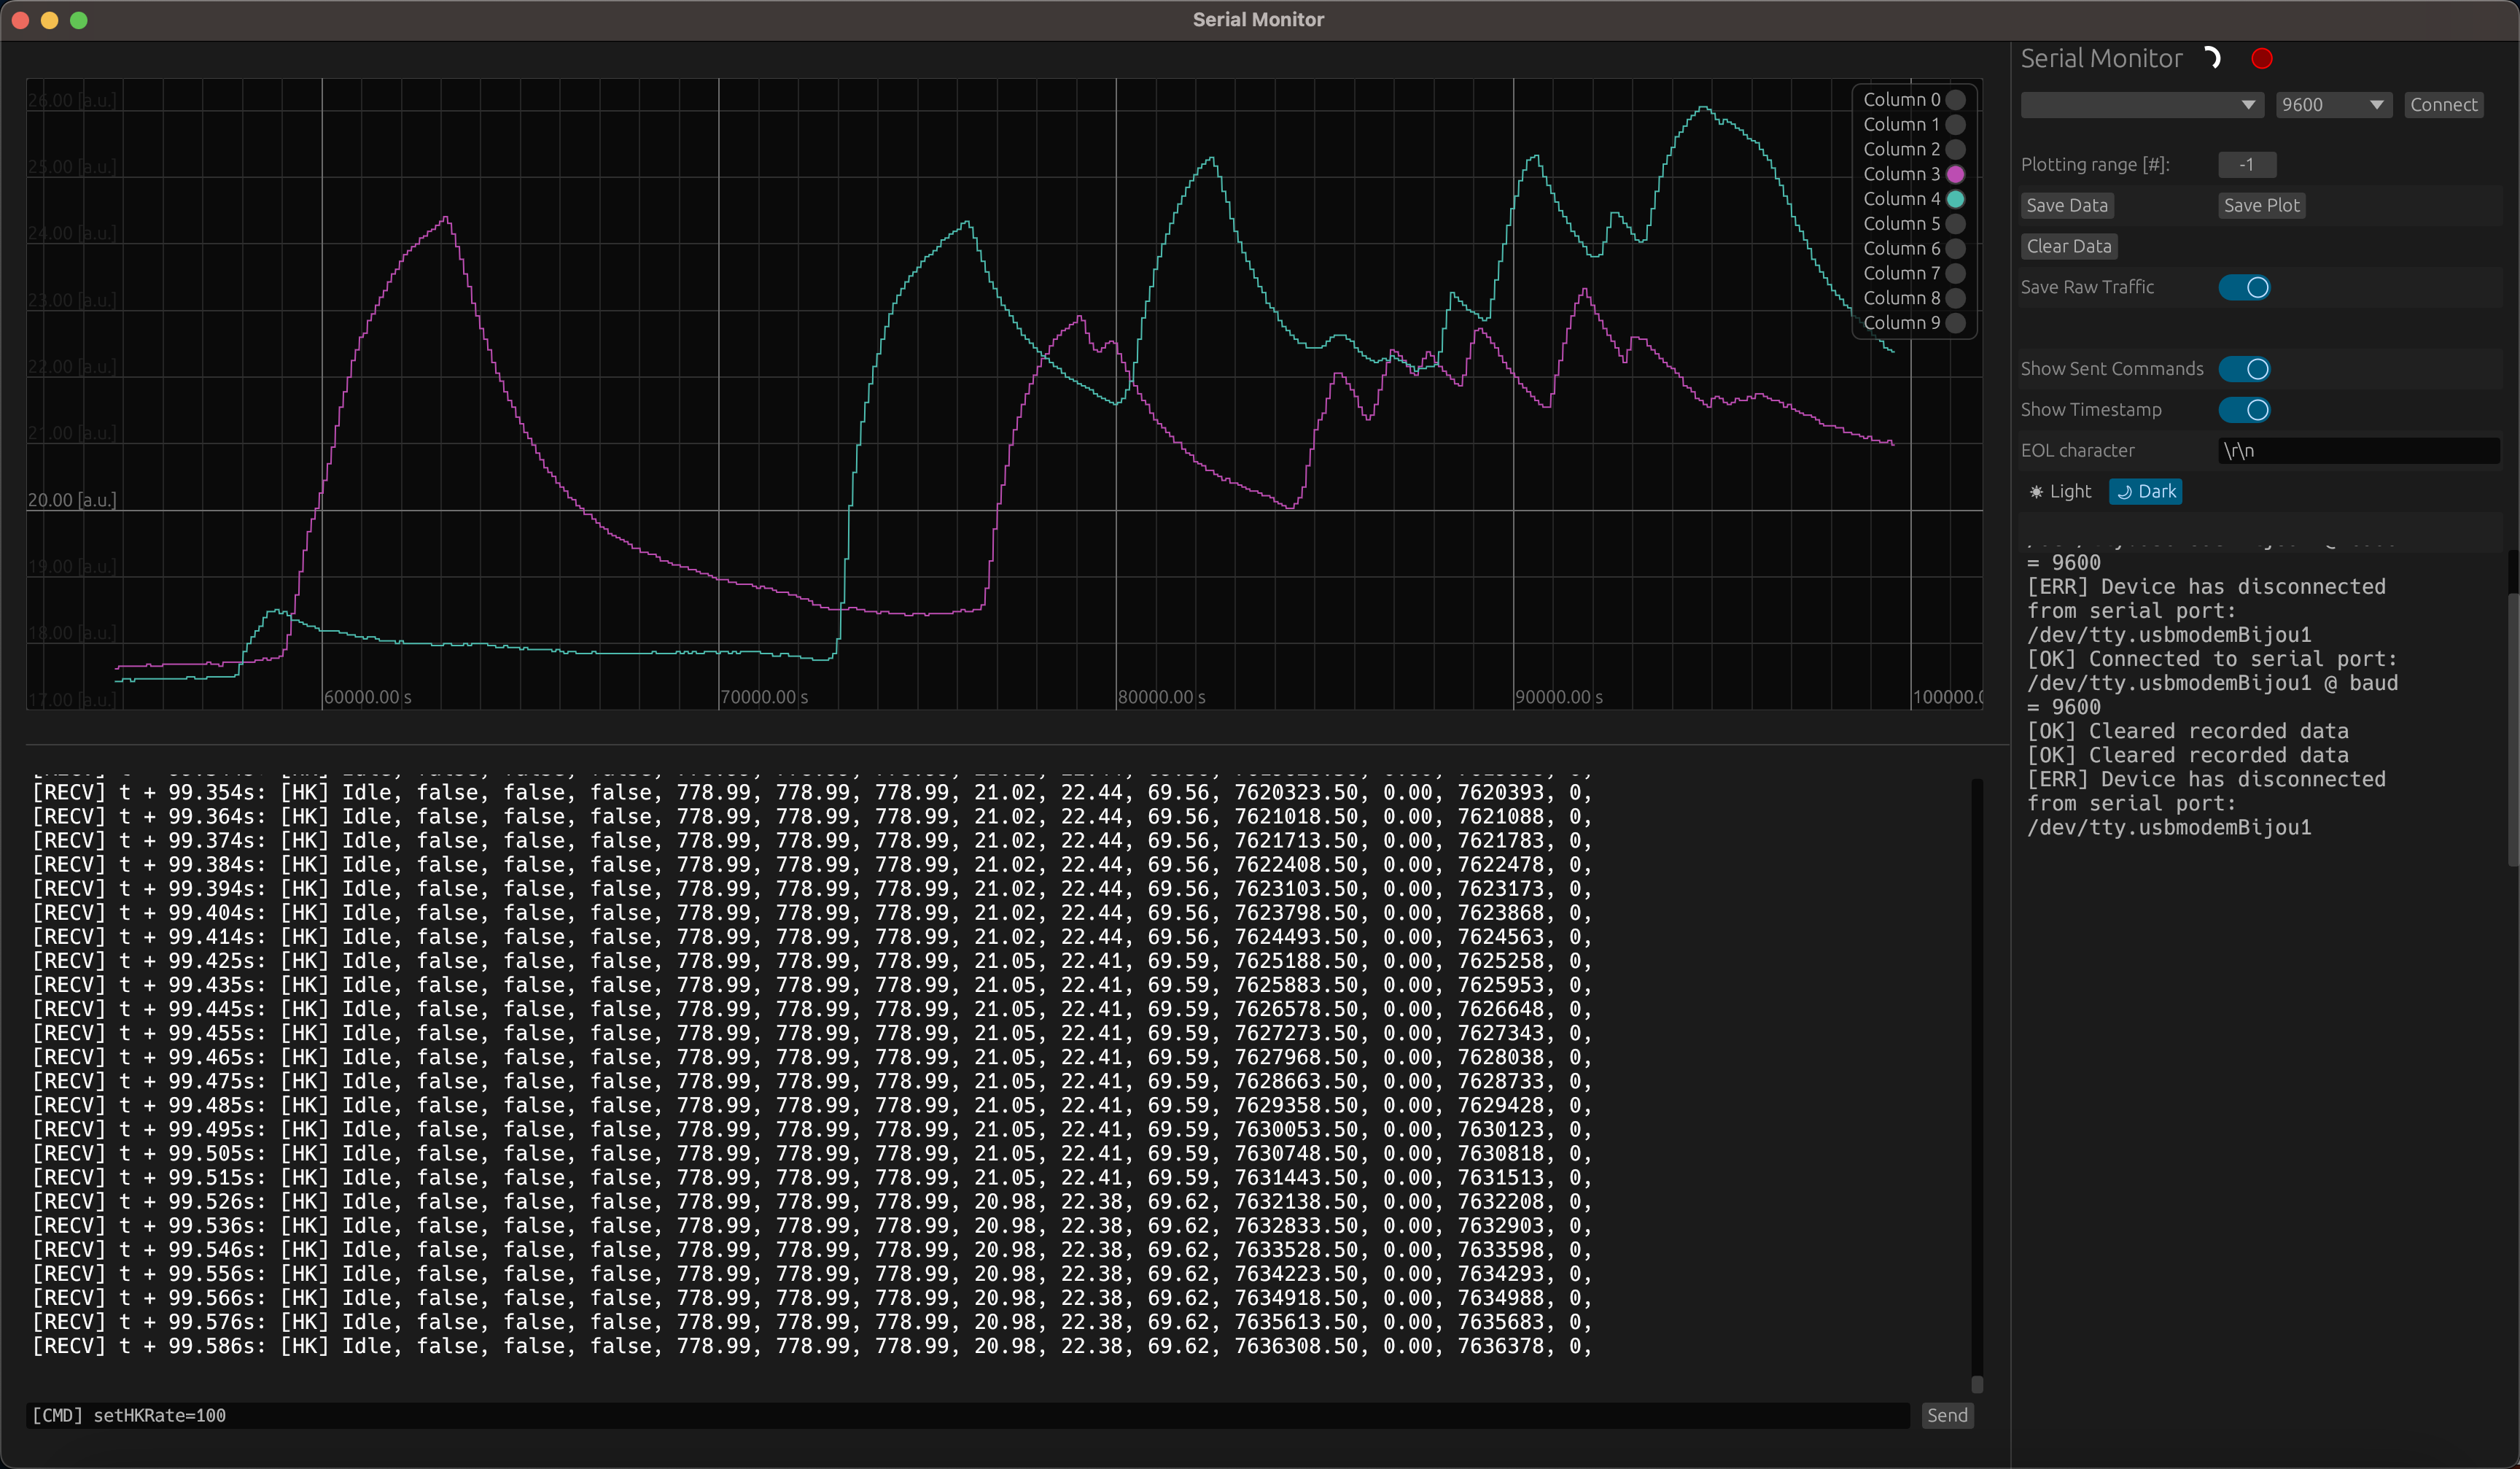 Serial Monitor
26.00 [a.u.]
25.00 [a.u.]
24.00 [a.u.]
23.00 [a.u.]
22.00 [a.u.]
21.00 [a.u.]
20.00 [a.u.]
19.00 [a.u.]
18.00 [a.u.]
17.00 [a.u.]
60000.00 s
70000.00 s
80000.00 s
90000.00 s
100000.0
Column 0
Column 1
Column 2
Column 3
Column 4
Column 5
Column 6
Column 7
Column 8
Column 9
[RECV] t + 99.354s: [HK] Idle, false, false, false, 778.99, 778.99, 778.99, 21.02, 22.44, 69.56, 7620323.50, 0.00, 7620393, 0,
[RECV] t + 99.364s: [HK] Idle, false, false, false, 778.99, 778.99, 778.99, 21.02, 22.44, 69.56, 7621018.50, 0.00, 7621088, 0,
[RECV] t + 99.374s: [HK] Idle, false, false, false, 778.99, 778.99, 778.99, 21.02, 22.44, 69.56, 7621713.50, 0.00, 7621783, 0,
[RECV] t + 99.384s: [HK] Idle, false, false, false, 778.99, 778.99, 778.99, 21.02, 22.44, 69.56, 7622408.50, 0.00, 7622478, 0,
[RECV] t + 99.394s: [HK] Idle, false, false, false, 778.99, 778.99, 778.99, 21.02, 22.44, 69.56, 7623103.50, 0.00, 7623173, 0,
[RECV] t + 99.404s: [HK] Idle, false, false, false, 778.99, 778.99, 778.99, 21.02, 22.44, 69.56, 7623798.50, 0.00, 7623868, 0,
[RECV] t + 99.414s: [HK] Idle, false, false, false, 778.99, 778.99, 778.99, 21.02, 22.44, 69.56, 7624493.50, 0.00, 7624563, 0,
[RECV] t + 99.425s: [HK] Idle, false, false, false, 778.99, 778.99, 778.99, 21.05, 22.41, 69.59, 7625188.50, 0.00, 7625258, 0,
[RECV] t + 99.435s: [HK] Idle, false, false, false, 778.99, 778.99, 778.99, 21.05, 22.41, 69.59, 7625883.50, 0.00, 7625953, 0,
[RECV] t + 99.445s: [HK] Idle, false, false, false, 778.99, 778.99, 778.99, 21.05, 22.41, 69.59, 7626578.50, 0.00, 7626648, 0,
[RECV] t + 99.455s: [HK] Idle, false, false, false, 778.99, 778.99, 778.99, 21.05, 22.41, 69.59, 7627273.50, 0.00, 7627343, 0,
[RECV] t + 99.465s: [HK] Idle, false, false, false, 778.99, 778.99, 778.99, 21.05, 22.41, 69.59, 7627968.50, 0.00, 7628038, 0,
[RECV] t + 99.475s: [HK] Idle, false, false, false, 778.99, 778.99, 778.99, 21.05, 22.41, 69.59, 7628663.50, 0.00, 7628733, 0,
[RECV] t + 99.485s: [HK] Idle, false, false, false, 778.99, 778.99, 778.99, 21.05, 22.41, 69.59, 7629358.50, 0.00, 7629428, 0,
[RECV] t + 99.495s: [HK] Idle, false, false, false, 778.99, 778.99, 778.99, 21.05, 22.41, 69.59, 7630053.50, 0.00, 7630123, 0,
[RECV] t + 99.505s: [HK] Idle, false, false, false, 778.99, 778.99, 778.99, 21.05, 22.41, 69.59, 7630748.50, 0.00, 7630818, 0,
[RECV] t + 99.515s: [HK] Idle, false, false, false, 778.99, 778.99, 778.99, 21.05, 22.41, 69.59, 7631443.50, 0.00, 7631513, 0,
[RECV] t + 99.526s: [HK] Idle, false, false, false, 778.99, 778.99, 778.99, 20.98, 22.38, 69.62, 7632138.50, 0.00, 7632208, 0,
[RECV] t + 99.536s: [HK] Idle, false, false, false, 778.99, 778.99, 778.99, 20.98, 22.38, 69.62, 7632833.50, 0.00, 7632903, 0,
[RECV] t + 99.546s: [HK] Idle, false, false, false, 778.99, 778.99, 778.99, 20.98, 22.38, 69.62, 7633528.50, 0.00, 7633598, 0,
[RECV] t + 99.556s: [HK] Idle, false, false, false, 778.99, 778.99, 778.99, 20.98, 22.38, 69.62, 7634223.50, 0.00, 7634293, 0,
[RECV] t + 99.566s: [HK] Idle, false, false, false, 778.99, 778.99, 778.99, 20.98, 22.38, 69.62, 7634918.50, 0.00, 7634988, 0,
[RECV] t + 99.576s: [HK] Idle, false, false, false, 778.99, 778.99, 778.99, 20.98, 22.38, 69.62, 7635613.50, 0.00, 7635683, 0,
[RECV] t + 99.586s: [HK] Idle, false, false, false, 778.99, 778.99, 778.99, 20.98, 22.38, 69.62, 7636308.50, 0.00, 7636378, 0,
[CMD] setHKRate=100
Send
Serial Monitor
9600
Connect
Plotting range [#]:
-1
Save Data
Save Plot
Clear Data
Save Raw Traffic
Show Sent Commands
Show Timestamp
EOL character
\r\n
Light
Dark
= 9600
[ERR] Device has disconnected
from serial port:
/dev/tty.usbmodemBijou1
[OK] Connected to serial port:
/dev/tty.usbmodemBijou1 @ baud
= 9600
[OK] Cleared recorded data
[OK] Cleared recorded data
[ERR] Device has disconnected
from serial port:
/dev/tty.usbmodemBijou1